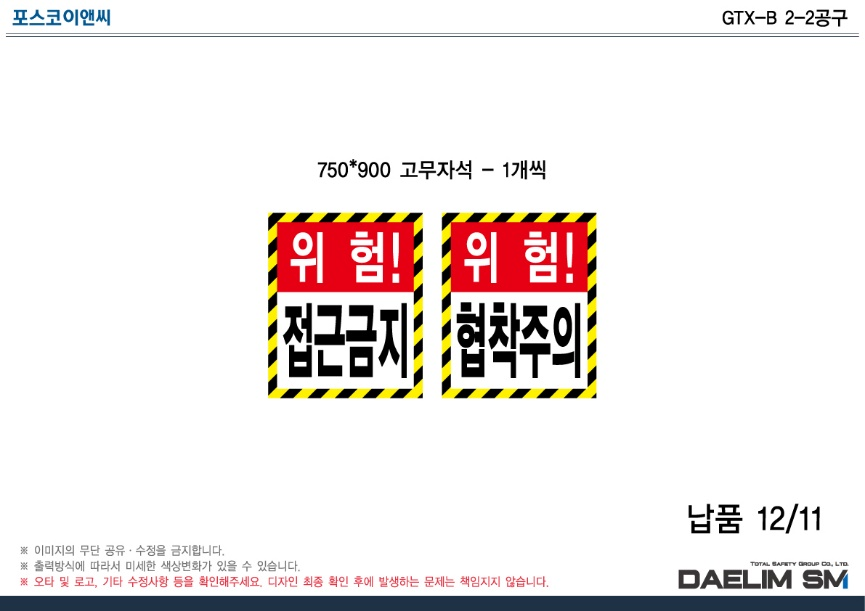 포스코이앤씨
GTX-B 2-2공구
750*900 고무자석 - 1개씩
위 험!
접근금지
위 험!
협착주의
납품 12/11
※ 이미지의 무단 공유·수정을 금지합니다.
※ 출력방식에 따라서 미세한 색상변화가 있을 수 있습니다.
※ 오타 및 로고, 기타 수정사항 등을 확인해주세요. 디자인 최종 확인 후에 발생하는 문제는 책임지지 않습니다.
TOTAL SAFETY GROUP CO., LTD.
DAELIM SM